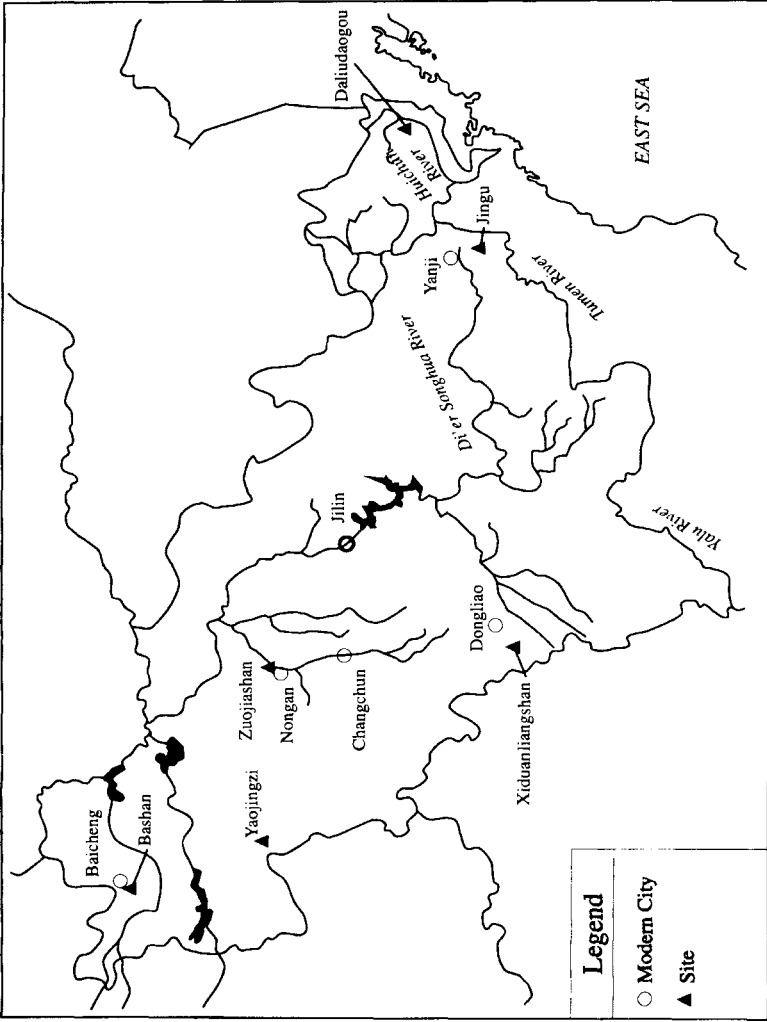 Baicheng
Bashan
Zuojiashan
Nongan
Yaojingzi
Changchun
Jilin
Dongliao
Xiduanliangshan
Di'er Songhua River
Yalu River
Daliudaogou
Yanji
Jingu
Tumen River
EAST SEA
River
Legend
Modern City
Site